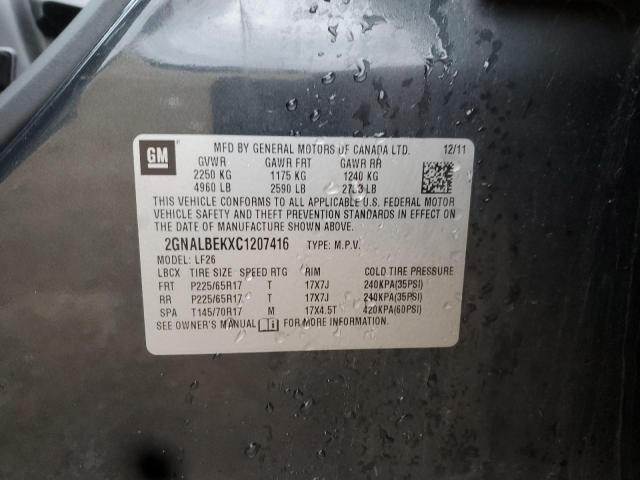 GM
MFD BY GENERAL MOTORS OF CANADA LTD. 12/11
GVWR GAWR FRT GAWR RR
2250 KG 1175 KG 1240 KG
4960 LB 2590 LB 2733 LB
THIS VEHICLE CONFORMS TO ALL APPLICABLE U.S. FEDERAL MOTOR
VEHICLE SAFETY AND THEFT PREVENTION STANDARDS IN EFFECT ON
THE DATE OF MANUFACTURE SHOWN ABOVE.
2GNALBEKXC1207416 TYPE: M.P.V.
MODEL: LF26
LBCX TIRE SIZE SPEED RTG RIM COLD TIRE PRESSURE
FRT P225/65R17 T 17X7J 240KPA(35PSI)
RR P225/65R17 T 17X7J 240KPA(35PSI)
SPA T145/70R17 M 17X4.5T 420KPA(60PSI)
SEE OWNER'S MANUAL FOR MORE INFORMATION.